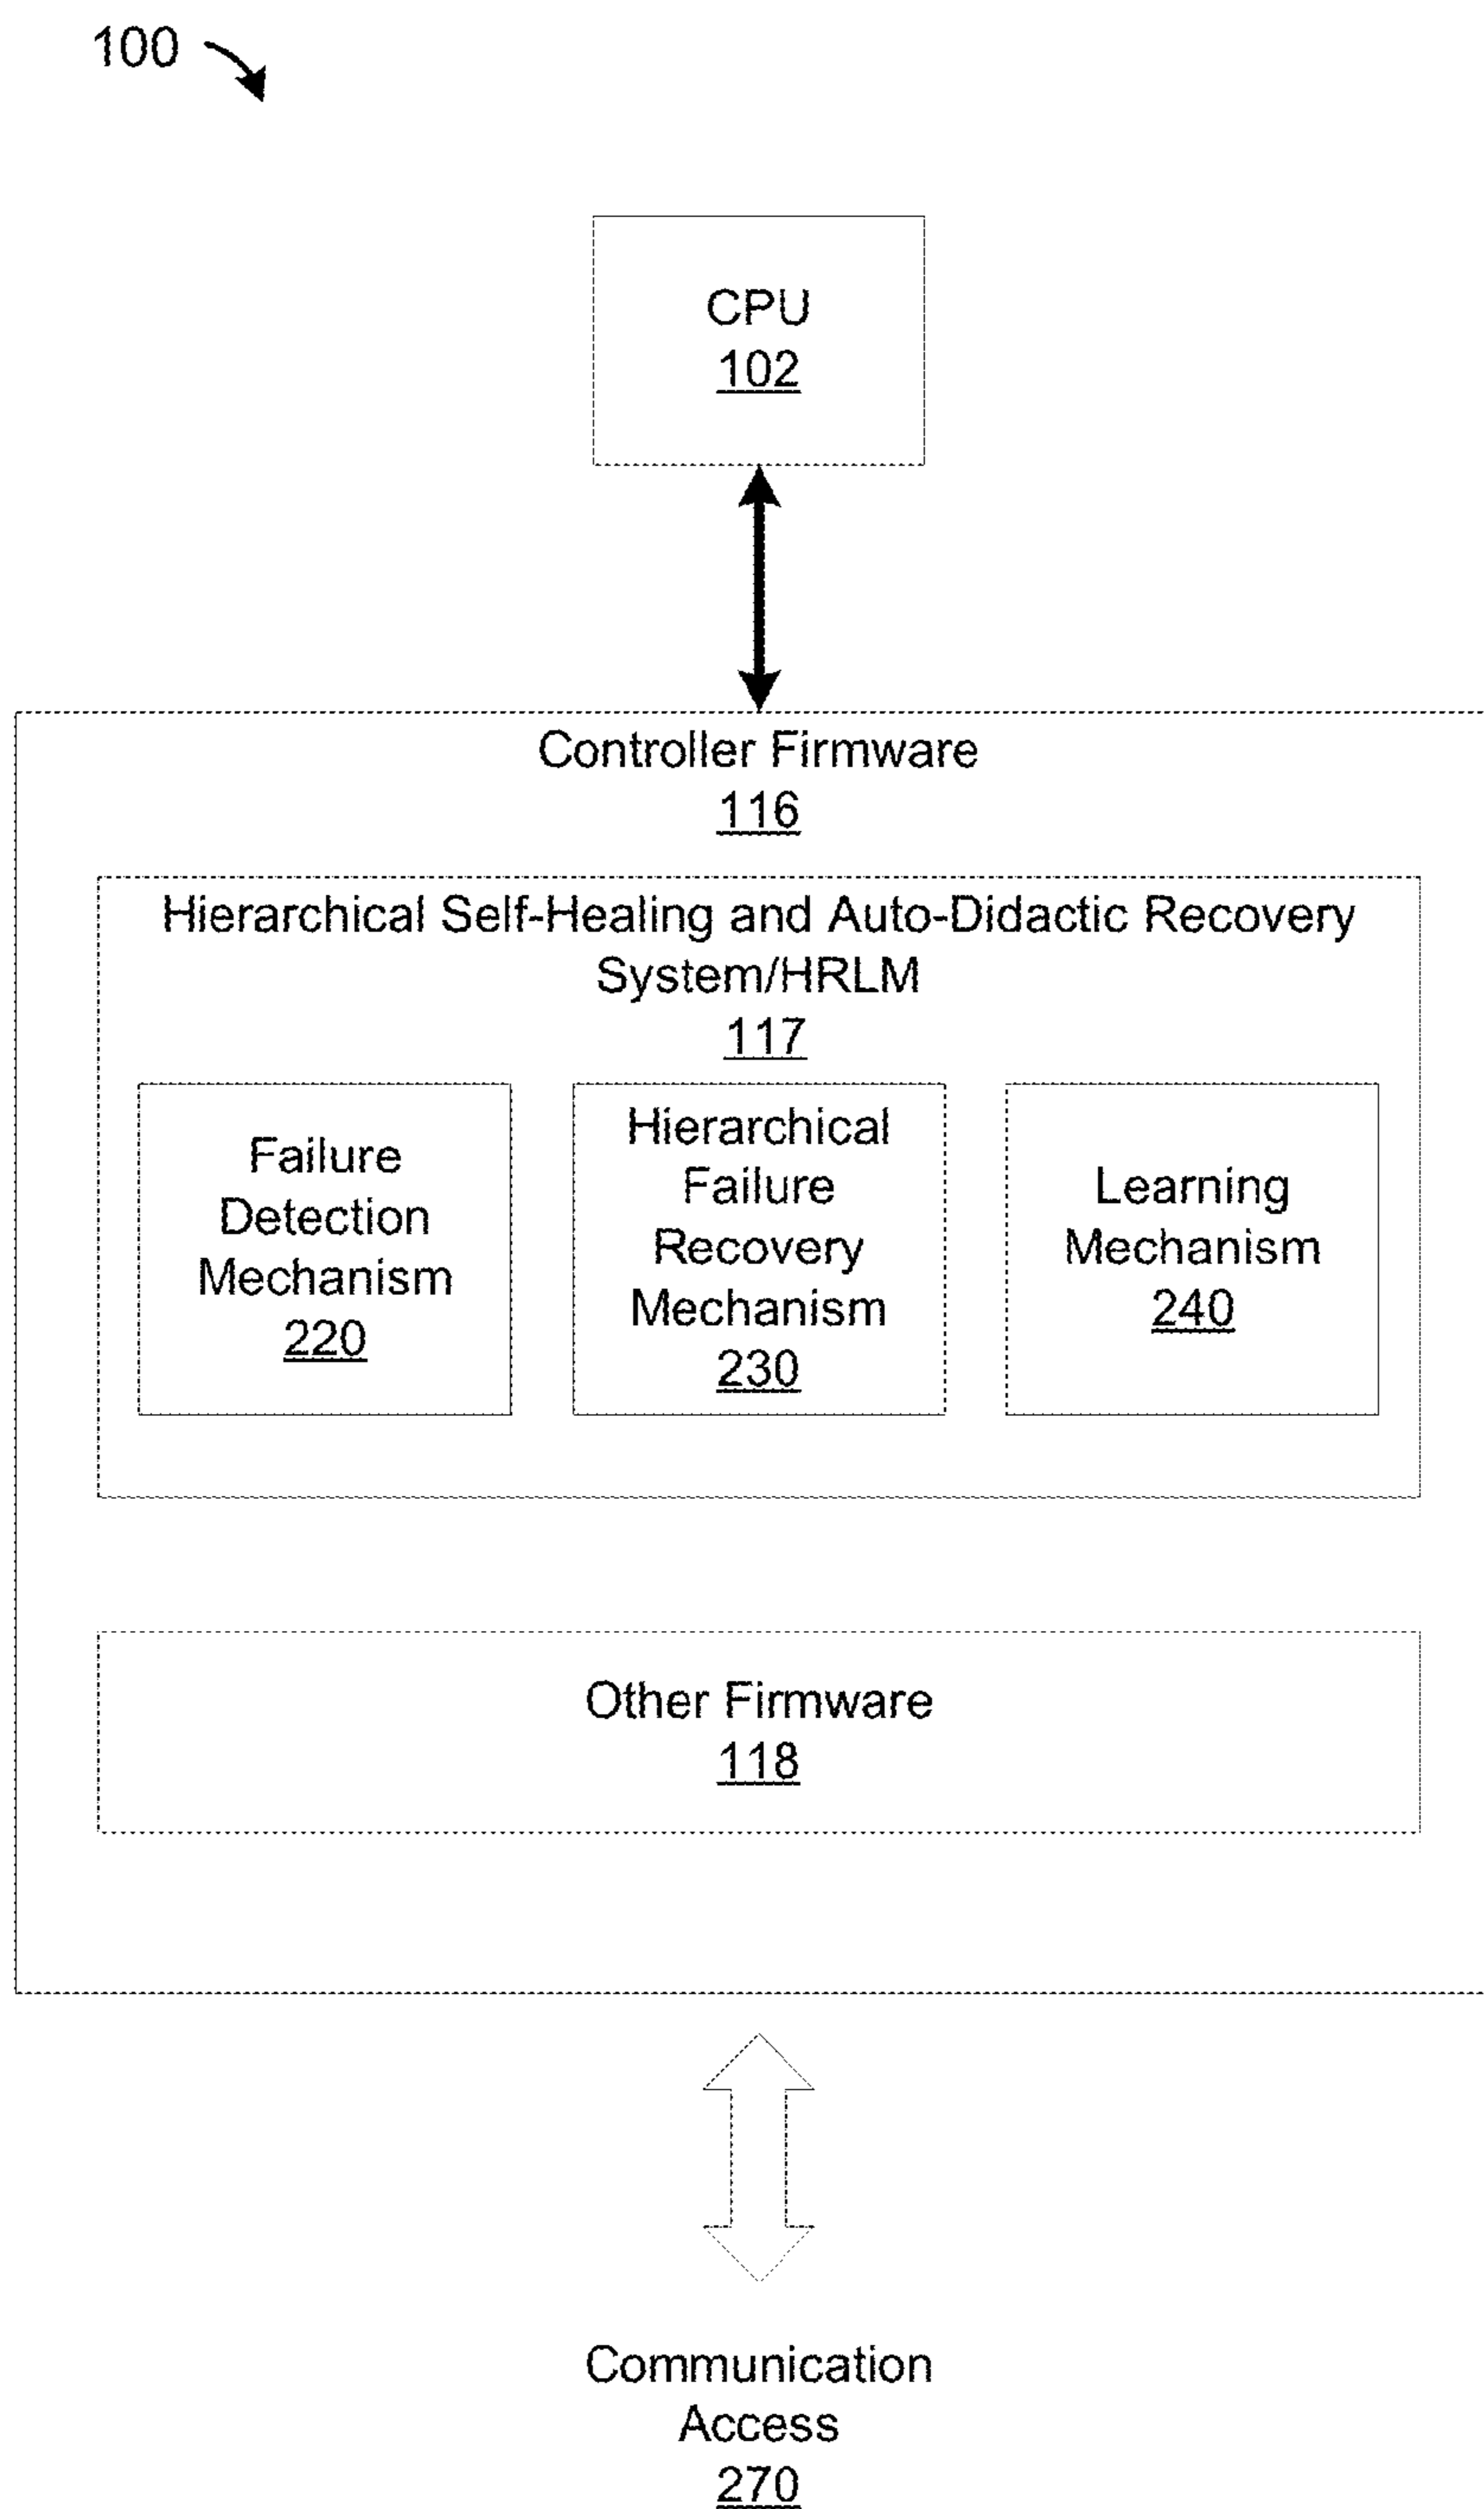 100
CPU
102
Controller Firmware
116
Hierarchical Self-Healing and Auto-Didactic Recovery
System/HRLM
117
Failure
Detection
Mechanism
220
Hierarchical
Failure
Recovery
Mechanism
230
Learning
Mechanism
240
Other Firmware
118
Communication
Access
270